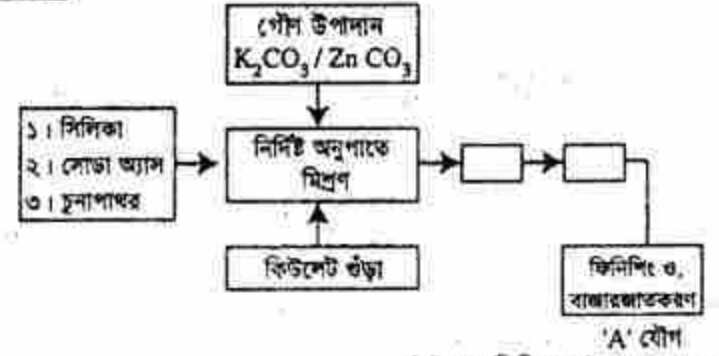 গৌণ উপাদান
K₂CO₃ / Zn CO₃
১। সিলিকা
২। সোডা অ্যাস
৩। চুনাপাথর
নির্দিষ্ট অনুপাতে
মিশ্রণ
কিউলেট গুঁড়া
ফিনিশিং ও,
বাজারজাতকরণ
'A' যৌগ